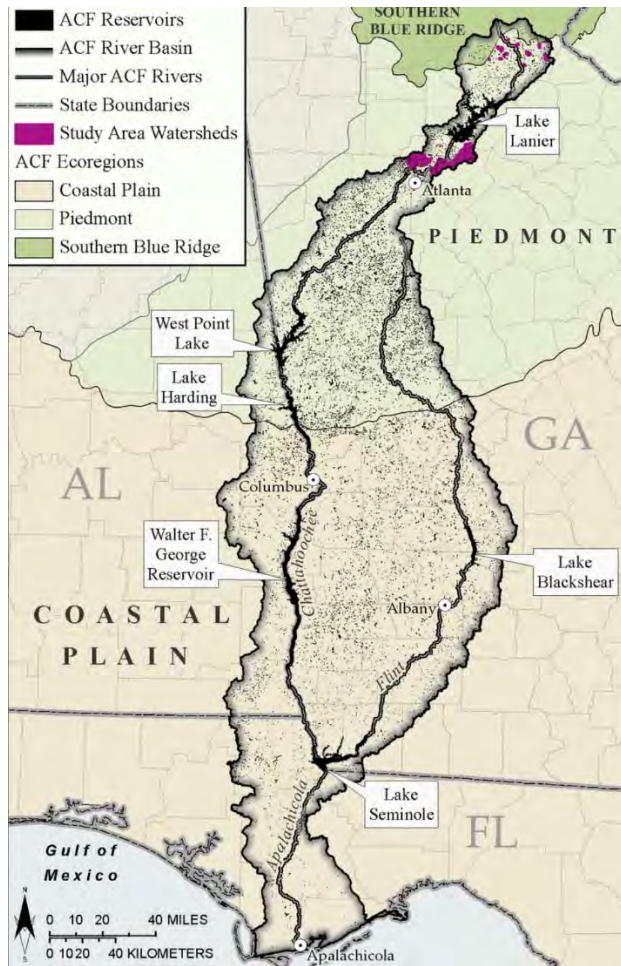 SOUTHERN
BLUE RIDGE
ACF Reservoirs
ACF River Basin
Major ACF Rivers
State Boundaries
Study Area Watersheds
ACF Ecoregions
Coastal Plain
Piedmont
Southern Blue Ridge
Lake
Lanier
Atlanta
PIEDMONT
West Point
Lake
Lake
Harding
GA
AL
Columbus
Walter F.
George
Reservoir
Chattahoochee
Lake
Blackshear
Albany
COASTAL
PLAIN
Flint
Lake
Seminole
Apalachicola
FL
Gulf of
Mexico
N
S
0 10 20 40 MILES
0 10 20 40 KILOMETERS
Apalachicola